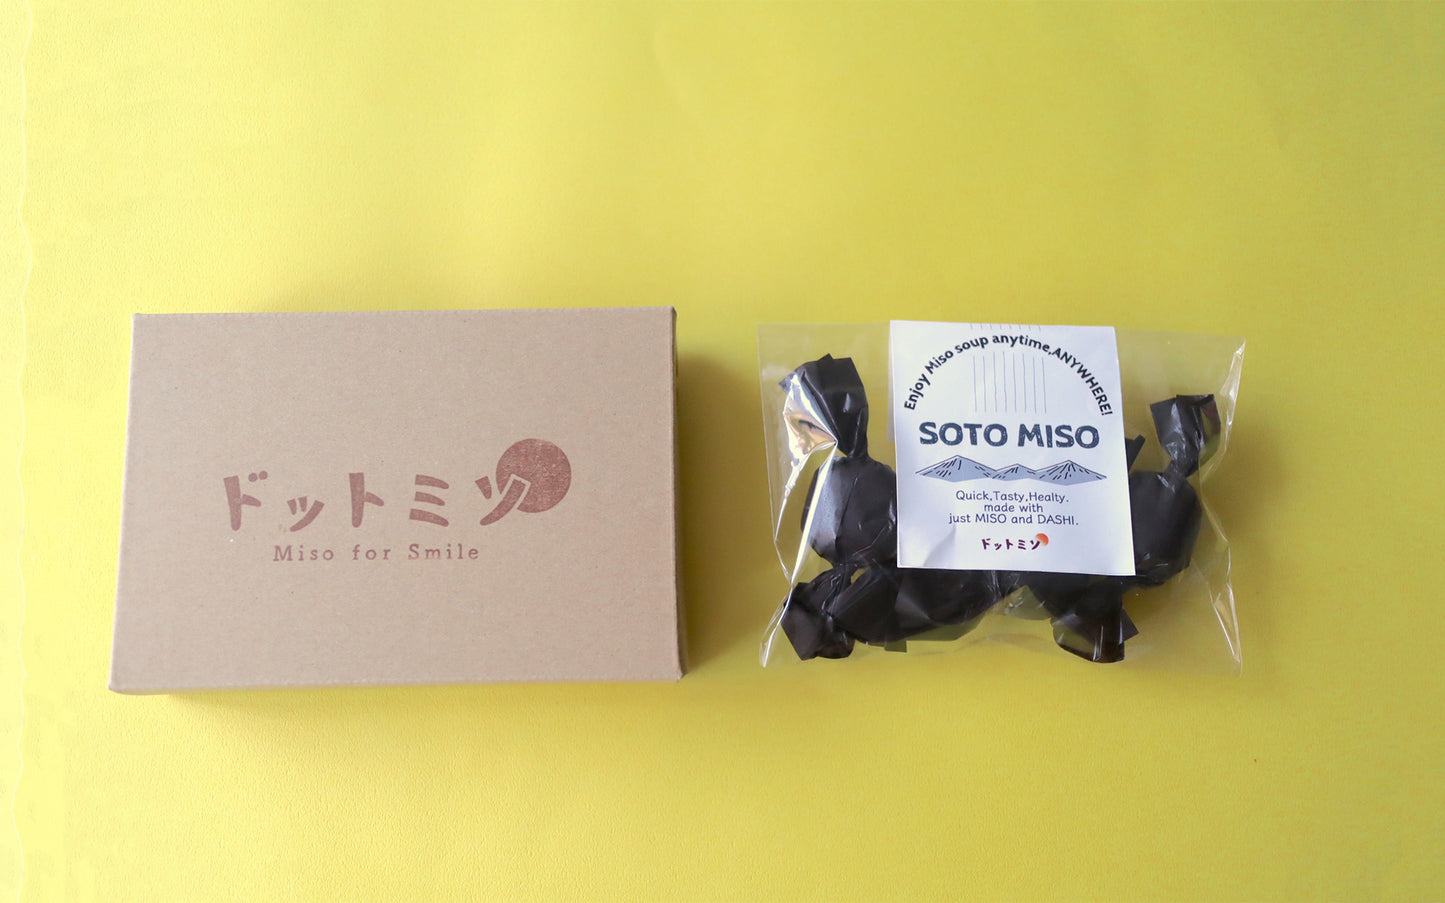 ドットミソ
Miso for Smile
Enjoy Miso soup anytime,ANYWHERE!
SOTO MISO
Quick,Tasty,Healty.
made with
just MISO and DASHI.
ドットミソ